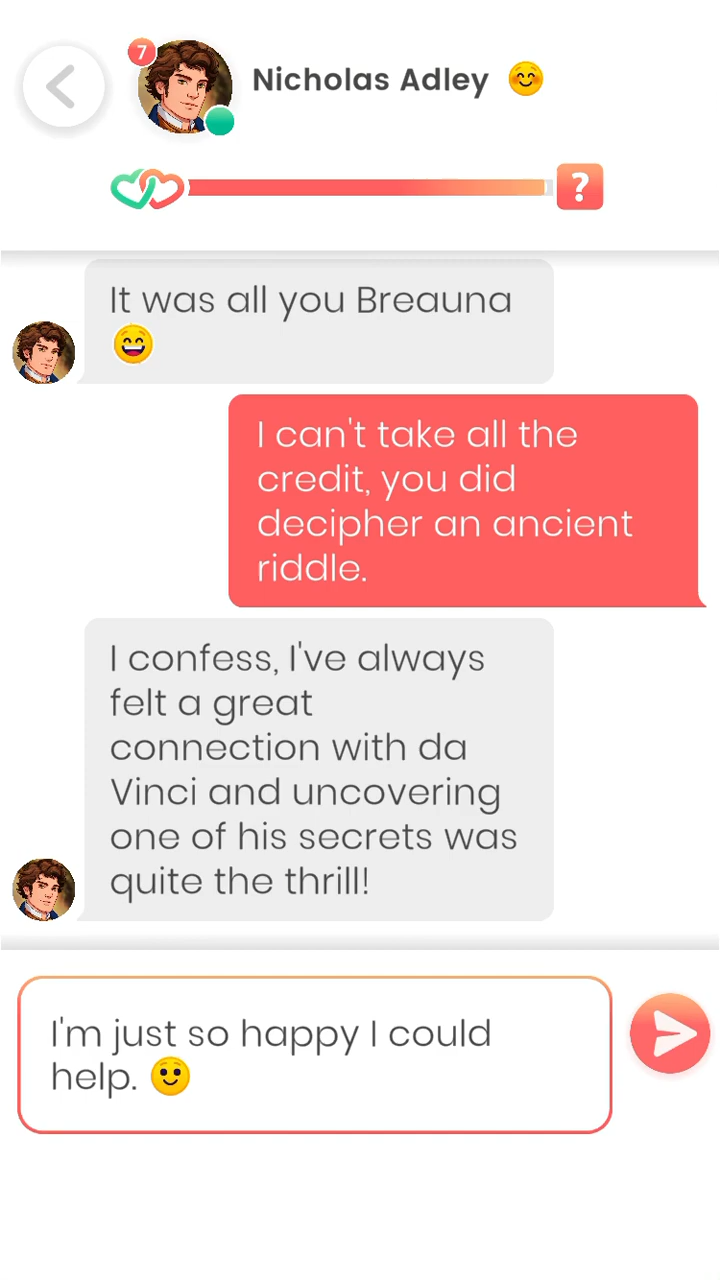 7
Nicholas Adley 😊
?
It was all you Breauna
😄
I can't take all the
credit, you did
decipher an ancient
riddle.
I confess, I've always
felt a great
connection with da
Vinci and uncovering
one of his secrets was
quite the thrill!
I'm just so happy I could
help. 🙂